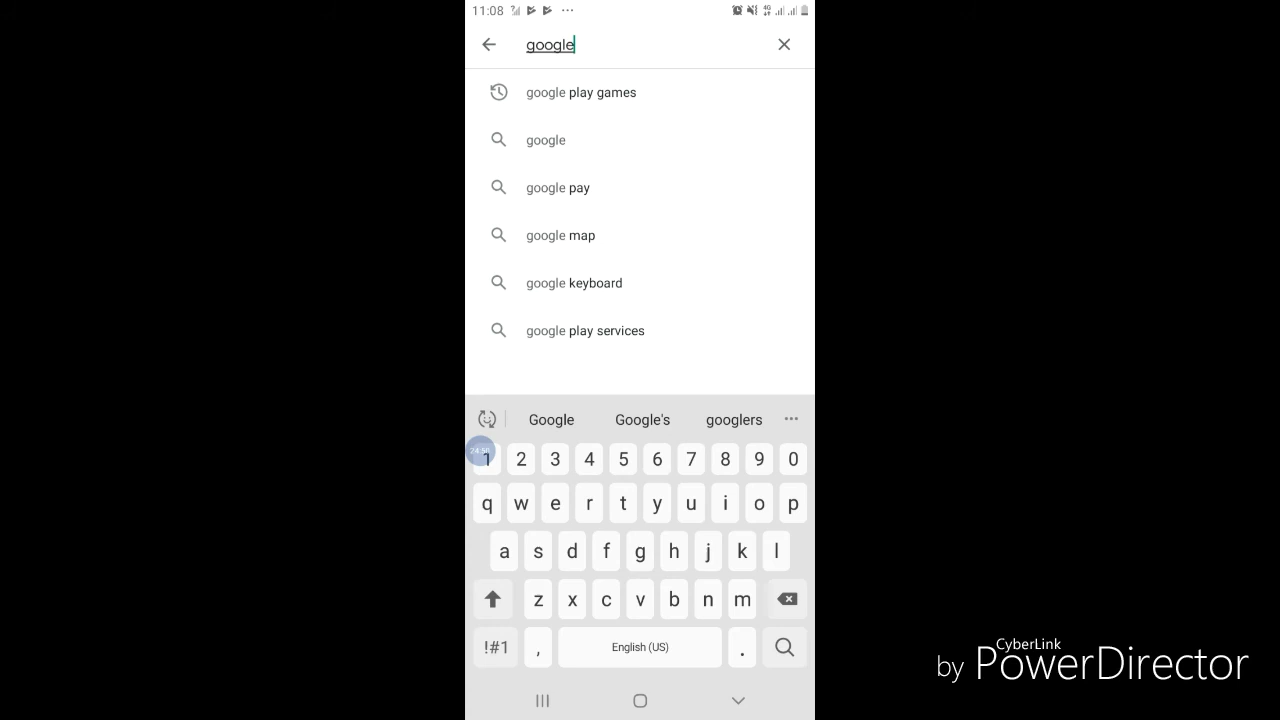 11:08
4G
google
google play games
google
google pay
google map
google keyboard
google play services
Google Google's googlers
1 2 3 4 5 6 7 8 9 0
q w e r t y u i o p
a s d f g h j k l
z x c v b n m
!#1 , English (US) .
CyberLink
by PowerDirector